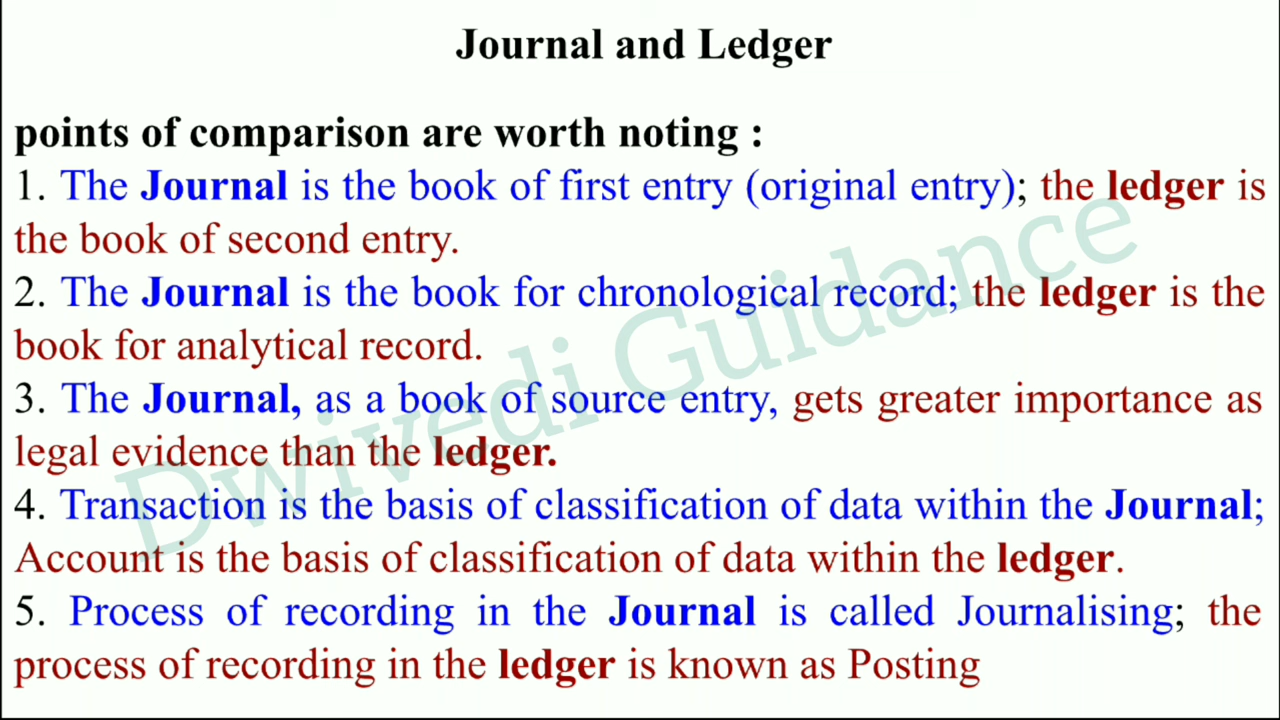 Journal and Ledger
points of comparison are worth noting :
1. The Journal is the book of first entry (original entry); the ledger is
the book of second entry.
2. The Journal is the book for chronological record; the ledger is the
book for analytical record.
3. The Journal, as a book of source entry, gets greater importance as
legal evidence than the ledger.
4. Transaction is the basis of classification of data within the Journal;
Account is the basis of classification of data within the ledger.
5. Process of recording in the Journal is called Journalising; the
process of recording in the ledger is known as Posting
Dwivedi Guidance